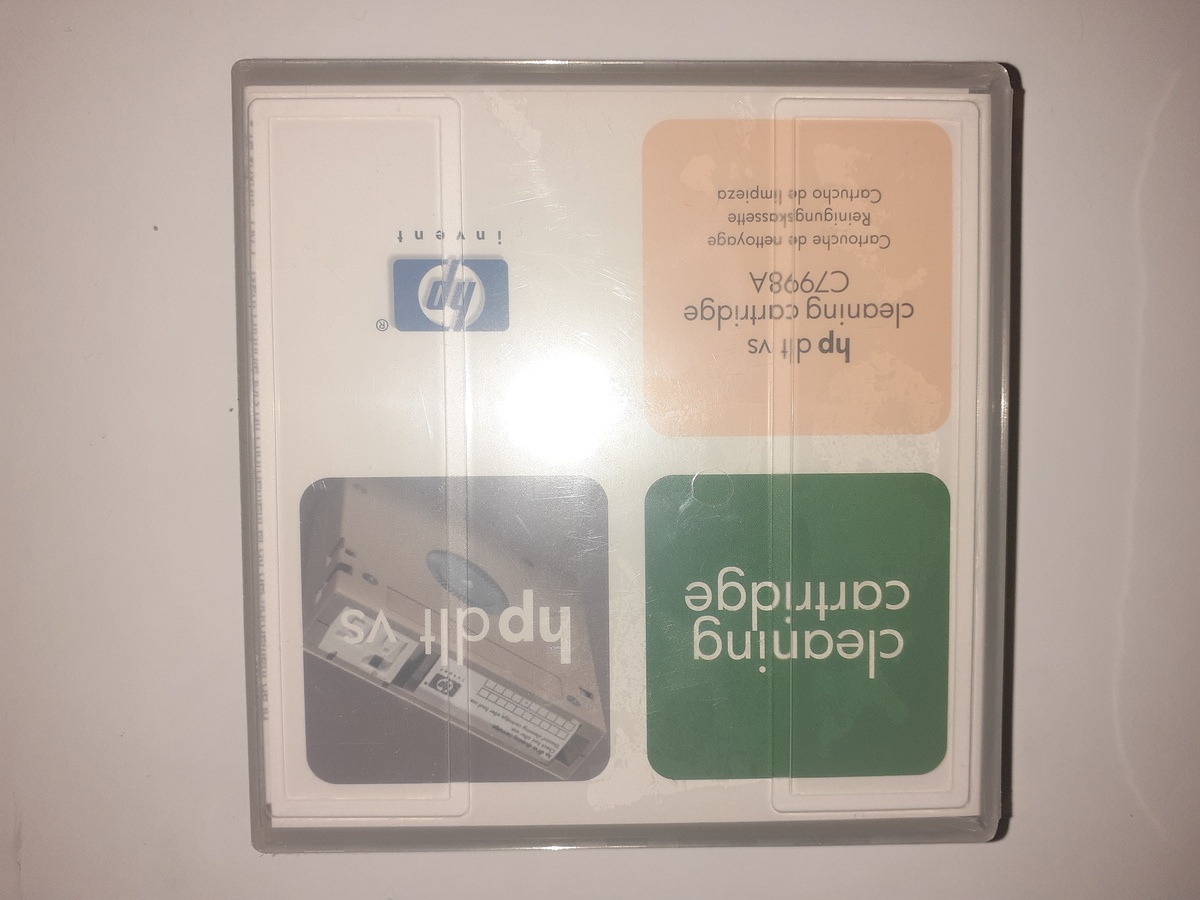 cleaning
cartridge
hp dlt vs
hp dlt vs
cleaning cartridge
C7998A
Cartouche de nettoyage
Reinigungskassette
Cartucho de limpieza
hp
®
invent